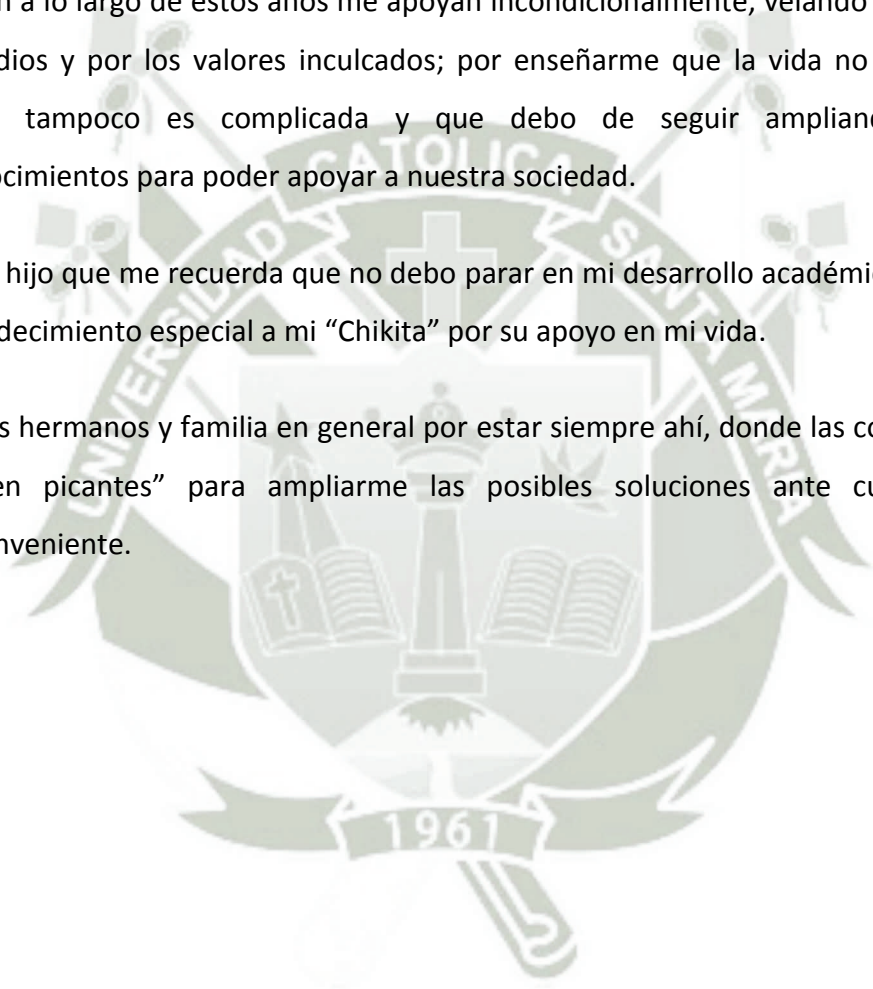 n a lo largo de estos años me apoyan incondicionalmente, velando
dios y por los valores inculcados; por enseñarme que la vida no
tampoco es complicada y que debo de seguir ampliand
ocimientos para poder apoyar a nuestra sociedad.
hijo que me recuerda que no debo parar en mi desarrollo académi
decimiento especial a mi “Chikita” por su apoyo en mi vida.
s hermanos y familia en general por estar siempre ahí, donde las co
en picantes” para ampliarme las posibles soluciones ante cu
nveniente.
UNIVERSIDAD CATOLICA SANTA MARIA
1961